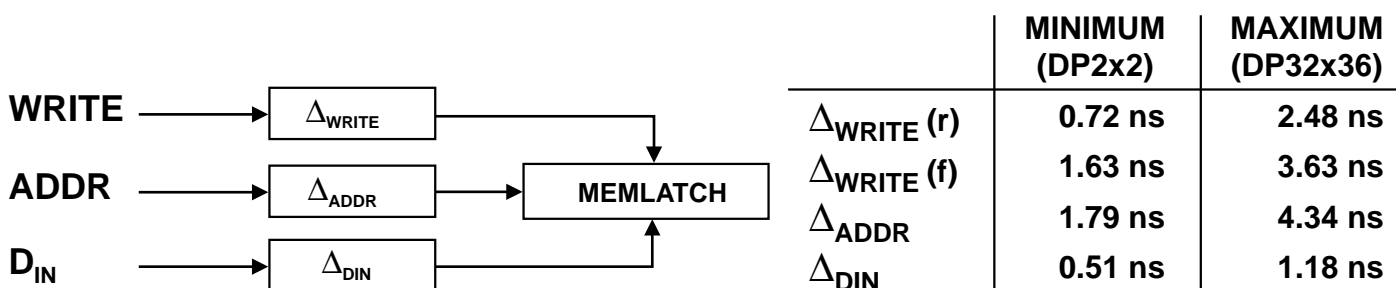 MINIMUM MAXIMUM
(DP2x2) (DP32x36)
WRITE Δ_WRITE Δ_WRITE (r) 0.72 ns 2.48 ns
Δ_WRITE (f) 1.63 ns 3.63 ns
ADDR Δ_ADDR MEMLATCH
Δ_ADDR 1.79 ns 4.34 ns
D_IN Δ_DIN Δ_DIN 0.51 ns 1.18 ns